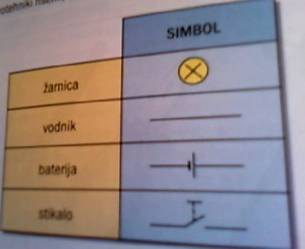 SIMBOL
žarnica
vodnik
baterija
stikalo